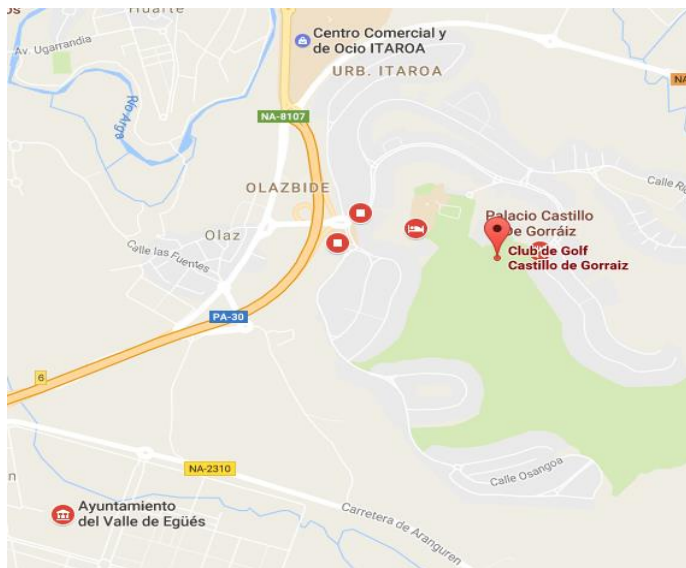 os
Huarte
Av. Ugarrandia
Río Arga
Centro Comercial y
de Ocio ITAROA
URB. ITAROA
NA
NA-8107
OLAZBIDE
Olaz
Calle las Fuentes
Calle Ri
Palacio Castillo
De Gorráiz
Club de Golf
Castillo de Gorraiz
PA-30
6
NA-2310
Calle Osangoa
n
Ayuntamiento
del Valle de Egüés
Carretera de Aranguren